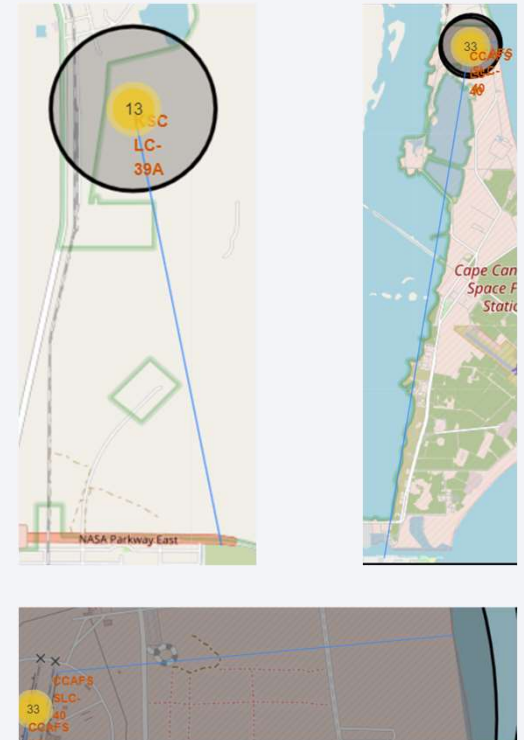 13
KSC
LC-
39A
NASA Parkway East
33
CCAFS
SLC-
40
Cape Can
Space F
Static
CCAFS
SLC-
33
40
CCAFS